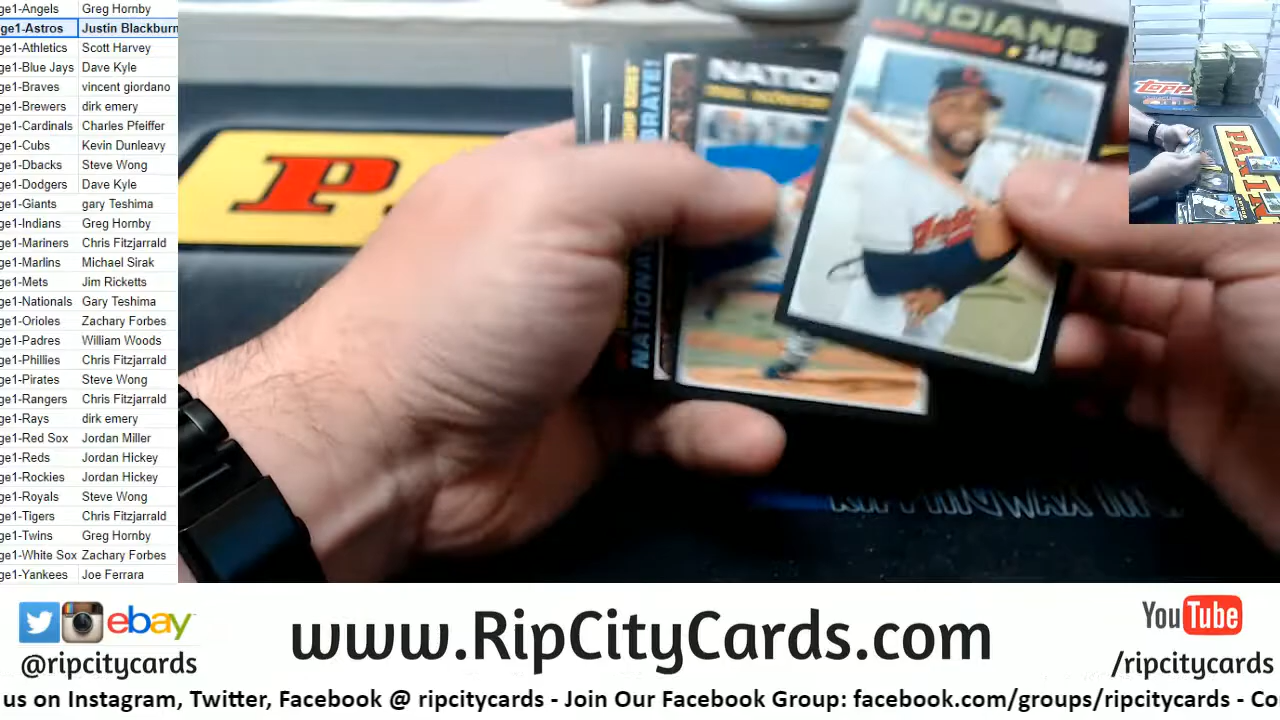 ge1-Angels Greg Hornby
ge1-Astros Justin Blackburn
ge1-Athletics Scott Harvey
ge1-Blue Jays Dave Kyle
ge1-Braves vincent giordano
ge1-Brewers dirk emery
ge1-Cardinals Charles Pfeiffer
ge1-Cubs Kevin Dunleavy
ge1-Dbacks Steve Wong
ge1-Dodgers Dave Kyle
ge1-Giants gary Teshima
ge1-Indians Greg Hornby
ge1-Mariners Chris Fitzjarrald
ge1-Marlins Michael Sirak
ge1-Mets Jim Ricketts
ge1-Nationals Gary Teshima
ge1-Orioles Zachary Forbes
ge1-Padres William Woods
ge1-Phillies Chris Fitzjarrald
ge1-Pirates Steve Wong
ge1-Rangers Chris Fitzjarrald
ge1-Rays dirk emery
ge1-Red Sox Jordan Miller
ge1-Reds Jordan Hickey
ge1-Rockies Jordan Hickey
ge1-Royals Steve Wong
ge1-Tigers Chris Fitzjarrald
ge1-Twins Greg Hornby
ge1-White Sox Zachary Forbes
ge1-Yankees Joe Ferrara
INDIANS
1st base
NATION
BRATE!
SERIES
NATIONA
P
Indians
topps
PANIN
ebay
@ripcitycards
www.RipCityCards.com
YouTube
/ripcitycards
us on Instagram, Twitter, Facebook @ ripcitycards - Join Our Facebook Group: facebook.com/groups/ripcitycards - Co